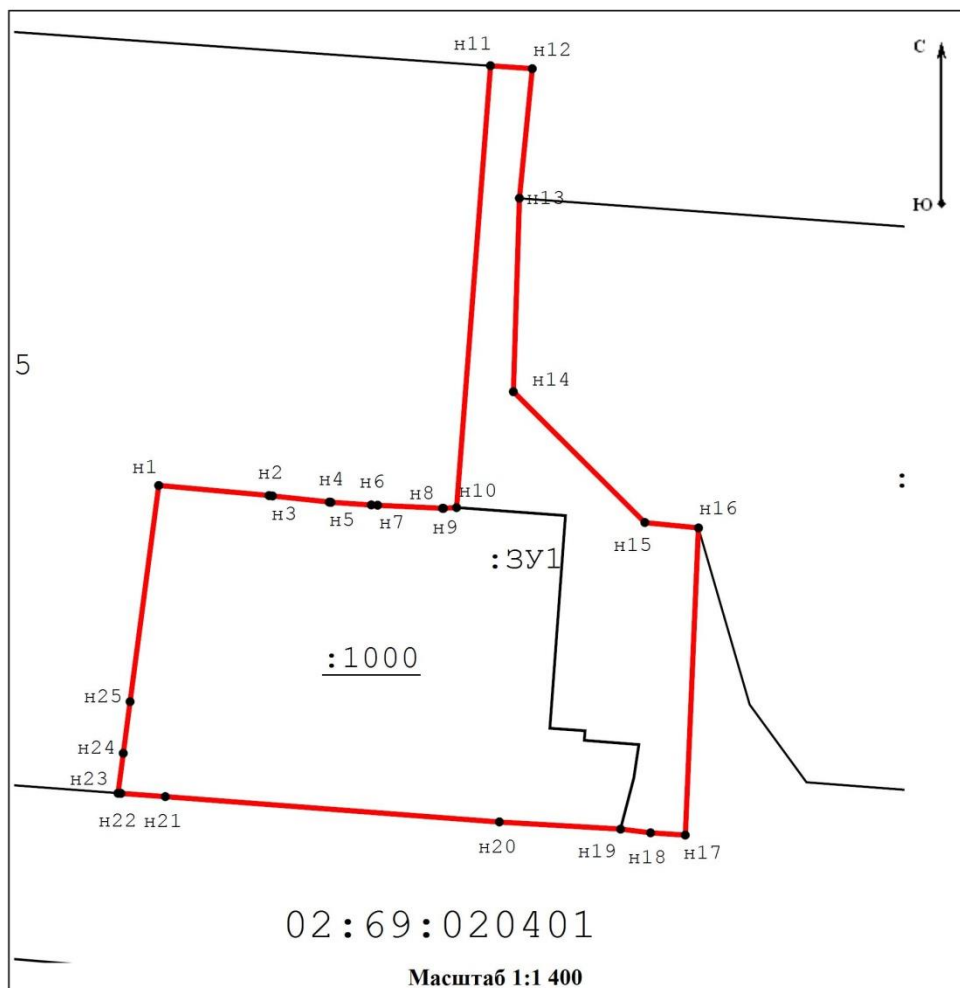 н11
н12
С
н13
Ю
5
н14
н1
н2
н3
н4
н5
н6
н7
н8
н9
н10
н16
н15
:
:ЗУ1
:1000
н25
н24
н23
н22
н21
н20
н19
н18
н17
02:69:020401
Масштаб 1:1 400